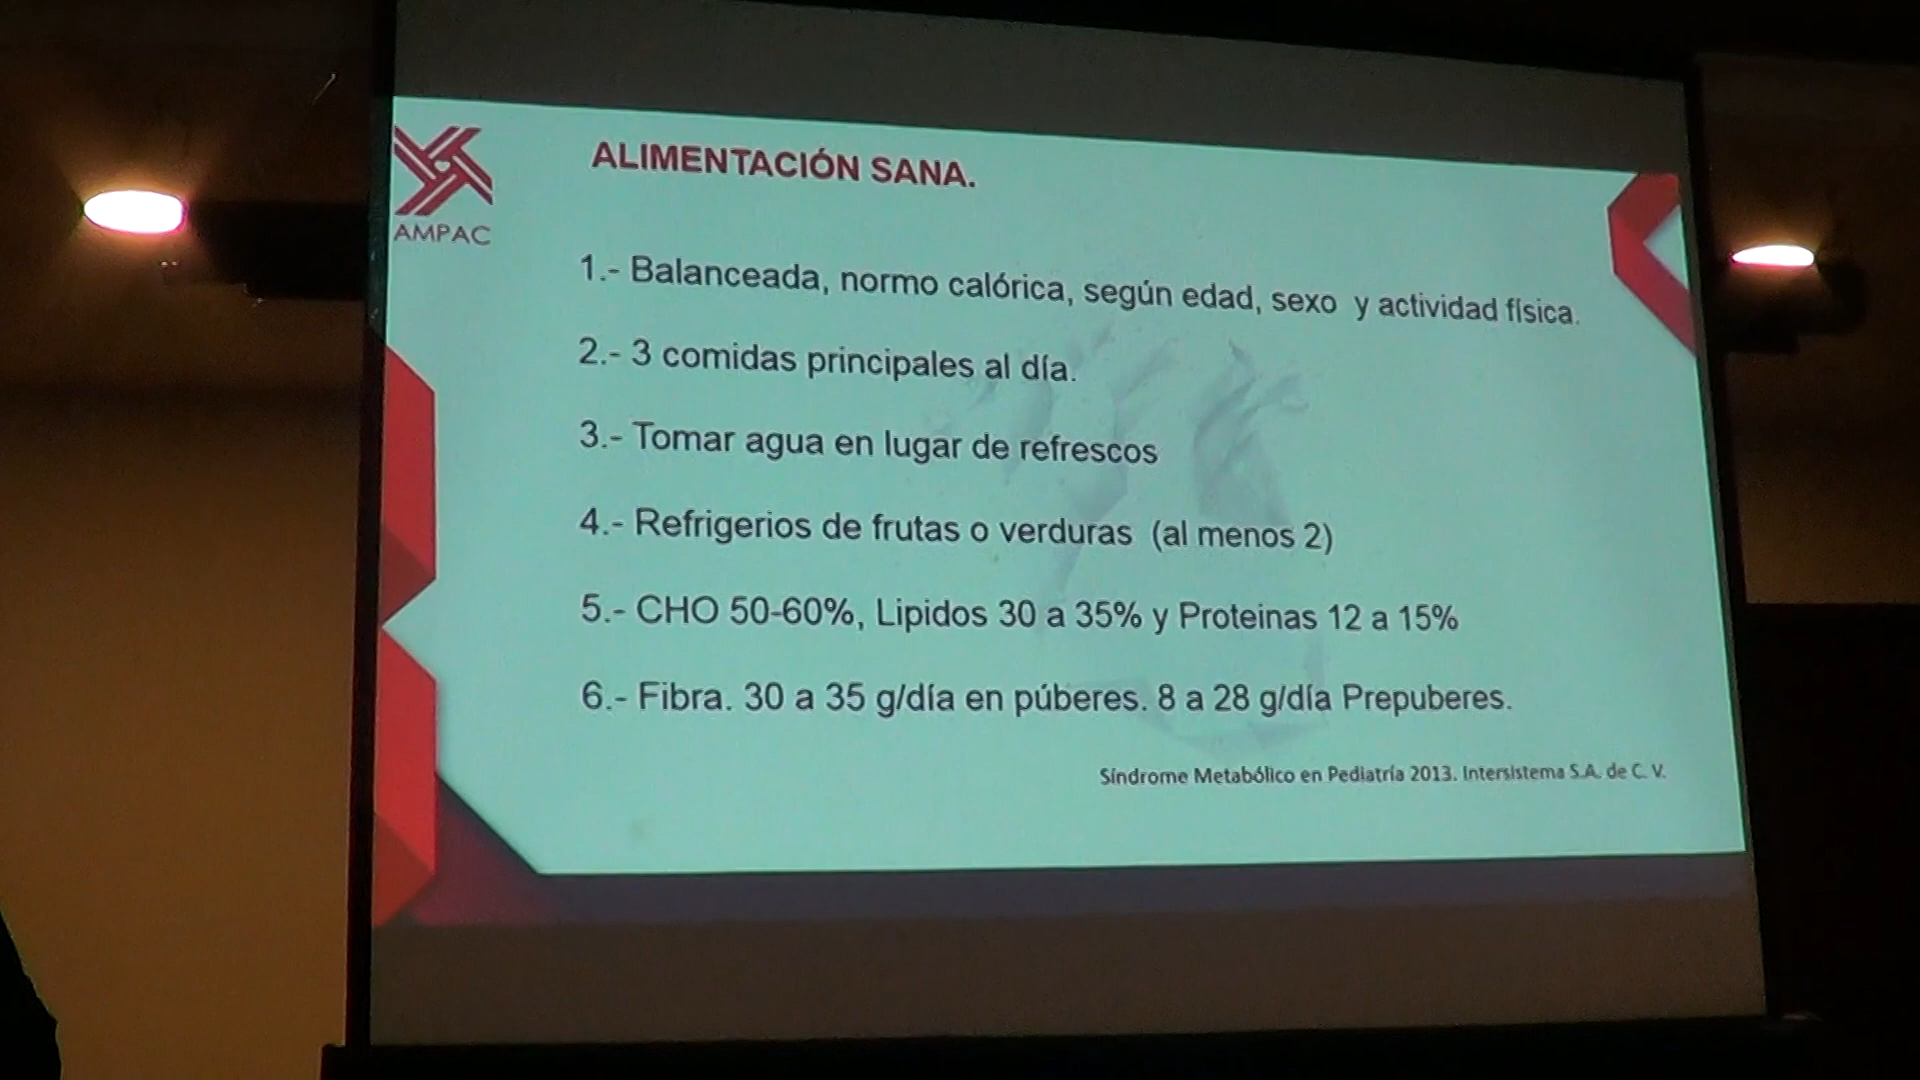 AMPAC
ALIMENTACIÓN SANA.
1.- Balanceada, normo calórica, según edad, sexo y actividad física.
2.- 3 comidas principales al día.
3.- Tomar agua en lugar de refrescos
4.- Refrigerios de frutas o verduras (al menos 2)
5.- CHO 50-60%, Lipidos 30 a 35% y Proteinas 12 a 15%
6.- Fibra. 30 a 35 g/día en púberes. 8 a 28 g/día Prepuberes.
Síndrome Metabólico en Pediatría 2013. Intersistema S.A. de C. V.